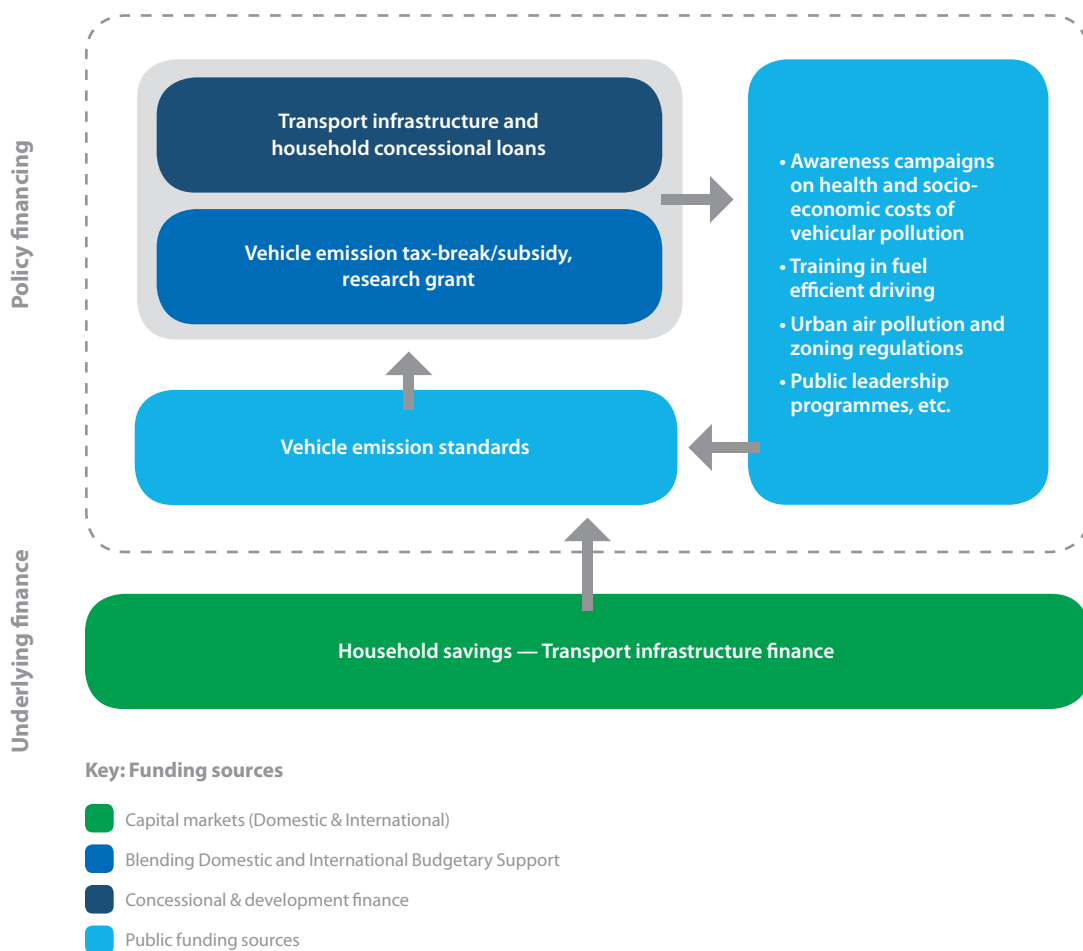 Policy financing
Transport infrastructure and
household concessional loans
Vehicle emission tax-break/subsidy,
research grant
• Awareness campaigns
on health and socio-
economic costs of
vehicular pollution
• Training in fuel
efficient driving
• Urban air pollution and
zoning regulations
• Public leadership
programmes, etc.
Vehicle emission standards
Underlying finance
Household savings — Transport infrastructure finance
Key: Funding sources
Capital markets (Domestic & International)
Blending Domestic and International Budgetary Support
Concessional & development finance
Public funding sources